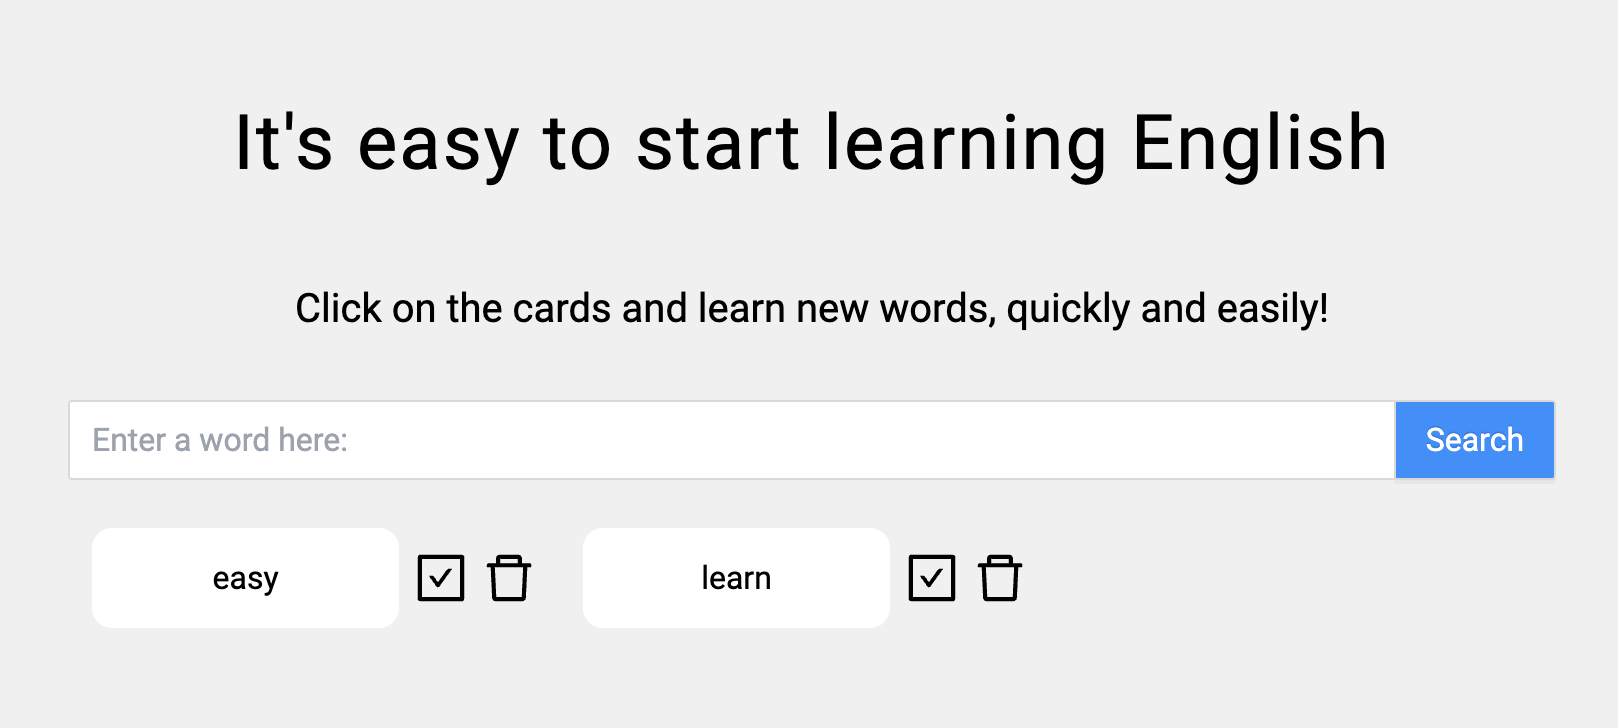 It's easy to start learning English
Click on the cards and learn new words, quickly and easily!
Enter a word here:
Search
easy
learn